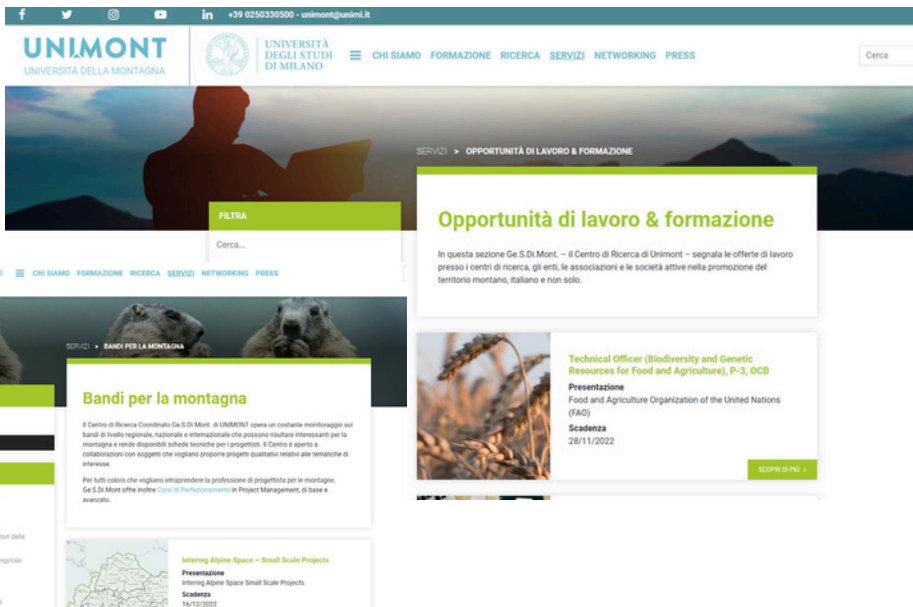 +39 0250330500 - unimont@unimi.it
UNIMONT
UNIVERSITÀ DELLA MONTAGNA
UNIVERSITÀ
DEGLI STUDI
DI MILANO
CHI SIAMO FORMAZIONE RICERCA SERVIZI NETWORKING PRESS
Cerca
SERVIZI > OPPORTUNITÀ DI LAVORO & FORMAZIONE
FILTRA
Cerca...
Opportunità di lavoro & formazione
In questa sezione Ge.S.Di.Mont. – il Centro di Ricerca di Unimont – segnala le offerte di lavoro
presso i centri di ricerca, gli enti, le associazioni e le società attive nella promozione del
territorio montano, italiano e non solo.
Technical Officer (Biodiversity and Genetic
Resources for Food and Agriculture), P-3, OCB
Presentazione
Food and Agriculture Organization of the United Nations
(FAO)
Scadenza
28/11/2022
SCOPRI DI PIÙ >
CHI SIAMO FORMAZIONE RICERCA SERVIZI NETWORKING PRESS
SERVIZI > BANDI PER LA MONTAGNA
Bandi per la montagna
Il Centro di Ricerca Coordinato Ge.S.Di.Mont. di UNIMONT opera un costante monitoraggio sui
bandi di livello regionale, nazionale e internazionale che possono risultare interessanti per la
montagna e rende disponibili schede tecniche per i progettisti. Il Centro è aperto a
collaborazioni con soggetti che vogliano proporre progetti qualitativi relativi alle tematiche di
interesse.
Per tutti coloro che vogliano intraprendere la professione di progettista per le montagne,
Ge.S.Di.Mont offre inoltre Corsi di Perfezionamento in Project Management, di base e
avanzato.
tori delle
Interreg Alpine Space – Small Scale Projects
Presentazione
Interreg Alpine Space Small Scale Projects
Scadenza
16/12/2022